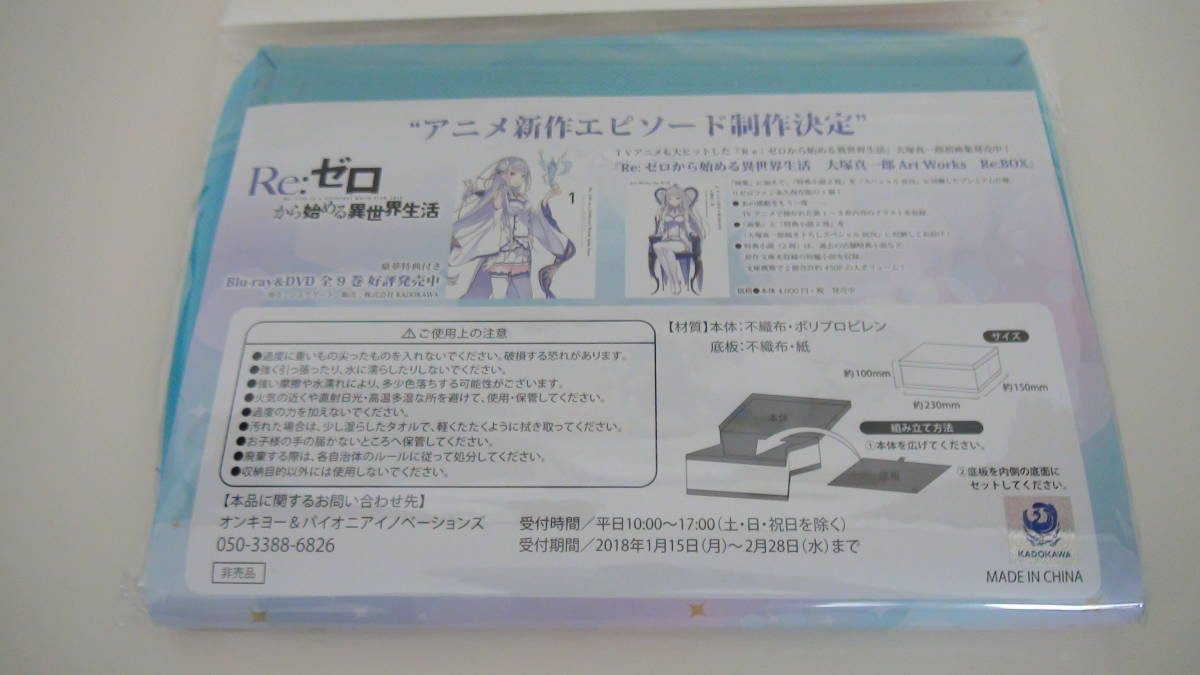 “アニメ新作エピソード制作決定”
Re:ゼロ
から始める異世界生活
豪華特典付き
Blu-ray&DVD 全9巻 好評発売中
1
TVアニメも大ヒットした『Re:ゼロから始める異世界生活』大塚真一郎初画集発売中！
『Re:ゼロから始める異世界生活 大塚真一郎 Art Works Re:BOX』
価格●本体4,000円+税 発売中
⚠ご使用上の注意
●過度に重いもの尖ったものを入れないでください。破損する恐れがあります。
●強く引っ張ったり、水に濡らしたりしないでください。
●強い摩擦や水濡れにより、多少色落ちする可能性がございます。
●火気の近くや直射日光・高温多湿な所を避けて、使用・保管してください。
●過度の力を加えないでください。
●汚れた場合は、少し湿らしたタオルで、軽くたたくように拭き取ってください。
●お子様の手の届かないところへ保管してください。
●廃棄する際は、各自治体のルールに従って処分してください。
●収納目的以外には使用しないでください。
【材質】本体：不織布・ポリプロピレン
底板：不織布・紙
サイズ
約100mm
約150mm
約230mm
本体
組み立て方法
①本体を広げてください。
底板
②底板を内側の底面に
セットしてください。
【本品に関するお問い合わせ先】
オンキヨー＆パイオニアイノベーションズ
050-3388-6826
受付時間／平日10:00～17:00（土・日・祝日を除く）
受付期間／2018年1月15日（月）～2月28日（水）まで
非売品
KADOKAWA
MADE IN CHINA